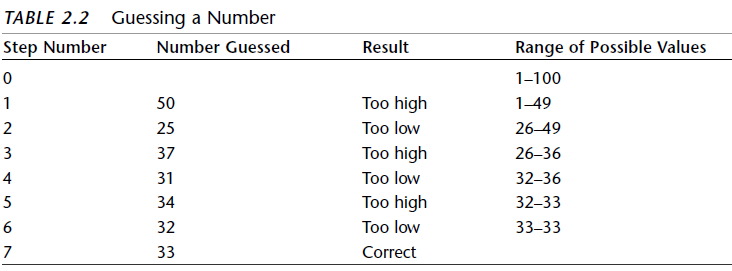 TABLE 2.2 Guessing a Number
Step Number Number Guessed Result Range of Possible Values
0 1–100
1 50 Too high 1–49
2 25 Too low 26–49
3 37 Too high 26–36
4 31 Too low 32–36
5 34 Too high 32–33
6 32 Too low 33–33
7 33 Correct